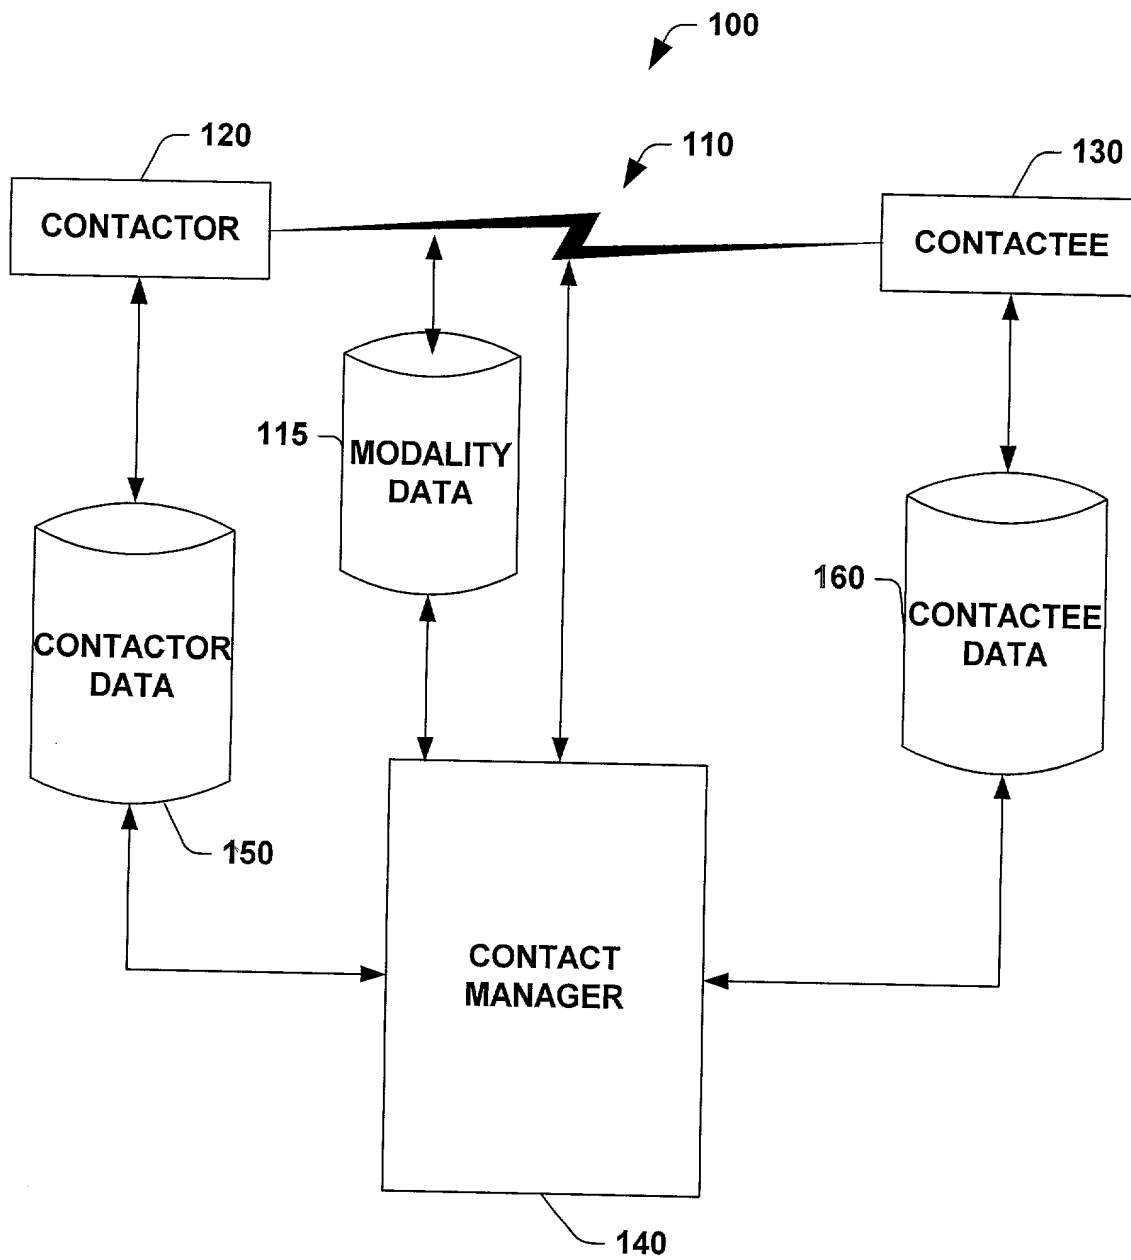 100
120
110
130
CONTACTOR
CONTACTEE
115
MODALITY
DATA
160
CONTACTEE
DATA
CONTACTOR
DATA
150
CONTACT
MANAGER
140